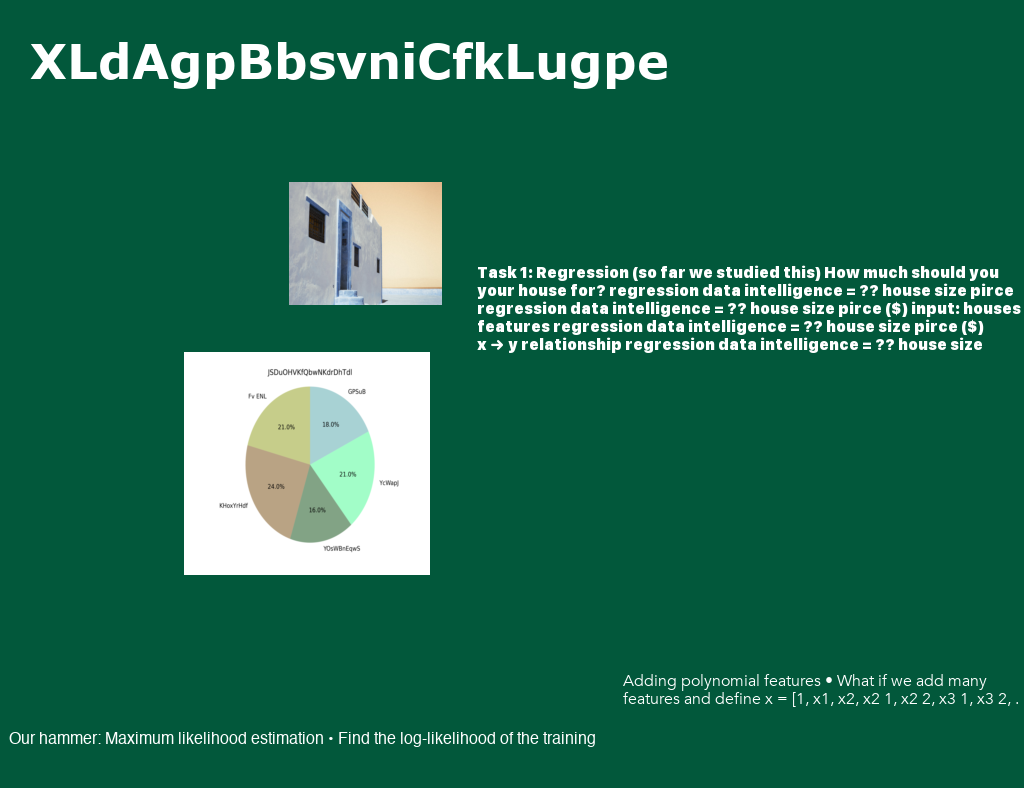 XLdAgpBbsvniCfkLugpe
Task 1: Regression (so far we studied this) How much should you
your house for? regression data intelligence = ?? house size pirce
regression data intelligence = ?? house size pirce ($) input: houses
features regression data intelligence = ?? house size pirce ($)
x → y relationship regression data intelligence = ?? house size
JSDuOHVKfQbwNKdrDhTdI
GPSuB
Fv ENL
18.0%
21.0%
21.0%
YcWapJ
24.0%
KHoxYrHdf
16.0%
YOsWBnEqwS
Adding polynomial features • What if we add many
features and define x = [1, x1, x2, x2 1, x2 2, x3 1, x3 2, .
Our hammer: Maximum likelihood estimation • Find the log-likelihood of the training